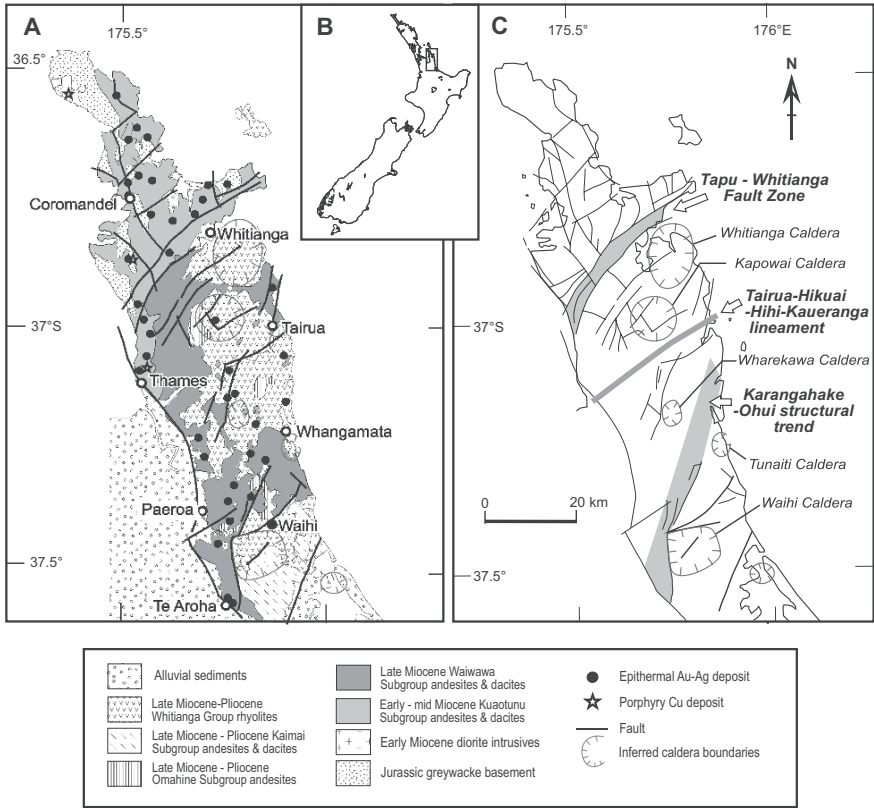 A
175.5°
36.5°
Coromandel
Whitianga
37°S
Tairua
Thames
Whangamata
Paeroa
Waihi
37.5°
Te Aroha
B
C
175.5°
176°E
N
Tapu - Whitianga
Fault Zone
Whitianga Caldera
Kapowai Caldera
Tairua-Hikuai
-Hihi-Kaueranga
lineament
37°S
Wharekawa Caldera
Karangahake
-Ohui structural
trend
Tunaiti Caldera
0 20 km
Waihi Caldera
37.5°
Alluvial sediments
Late Miocene-Pliocene
Whitianga Group rhyolites
Late Miocene - Pliocene Kaimai
Subgroup andesites & dacites
Late Miocene - Pliocene
Omahine Subgroup andesites
Late Miocene Waiwawa
Subgroup andesites & dacites
Early - mid Miocene Kuaotunu
Subgroup andesites & dacites
Early Miocene diorite intrusives
Jurassic greywacke basement
Epithermal Au-Ag deposit
Porphyry Cu deposit
Fault
Inferred caldera boundaries